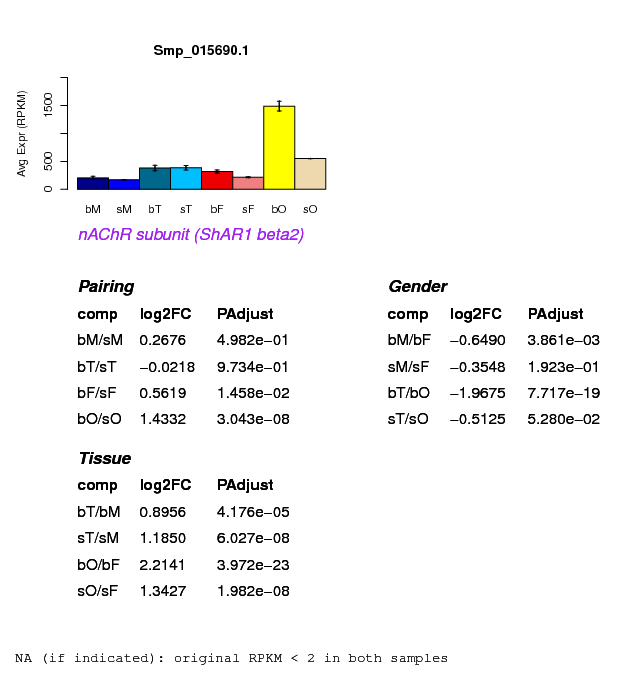 Smp_015690.1
Avg Expr (RPKM)
1500
500
0
bM sM bT sT bF sF bO sO
nAChR subunit (ShAR1 beta2)
Pairing
comp log2FC PAdjust
bM/sM 0.2676 4.982e−01
bT/sT −0.0218 9.734e−01
bF/sF 0.5619 1.458e−02
bO/sO 1.4332 3.043e−08
Gender
comp log2FC PAdjust
bM/bF −0.6490 3.861e−03
sM/sF −0.3548 1.923e−01
bT/bO −1.9675 7.717e−19
sT/sO −0.5125 5.280e−02
Tissue
comp log2FC PAdjust
bT/bM 0.8956 4.176e−05
sT/sM 1.1850 6.027e−08
bO/bF 2.2141 3.972e−23
sO/sF 1.3427 1.982e−08
NA (if indicated): original RPKM < 2 in both samples